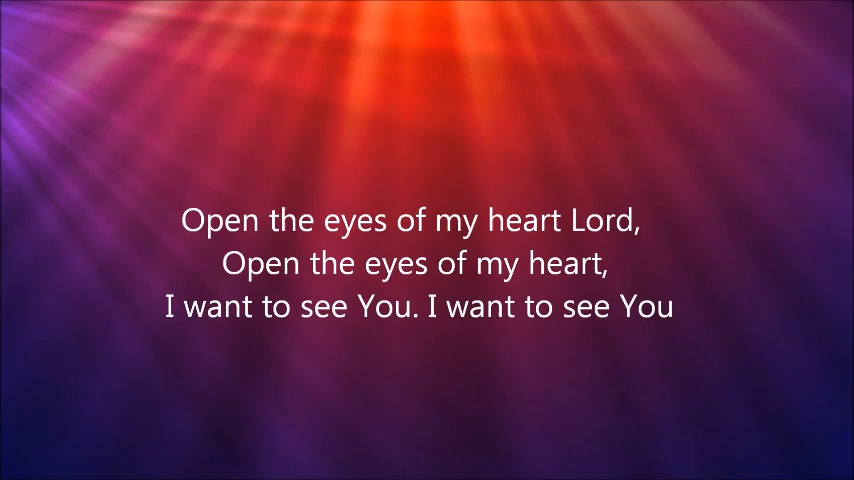 Open the eyes of my heart Lord,
Open the eyes of my heart,
I want to see You. I want to see You